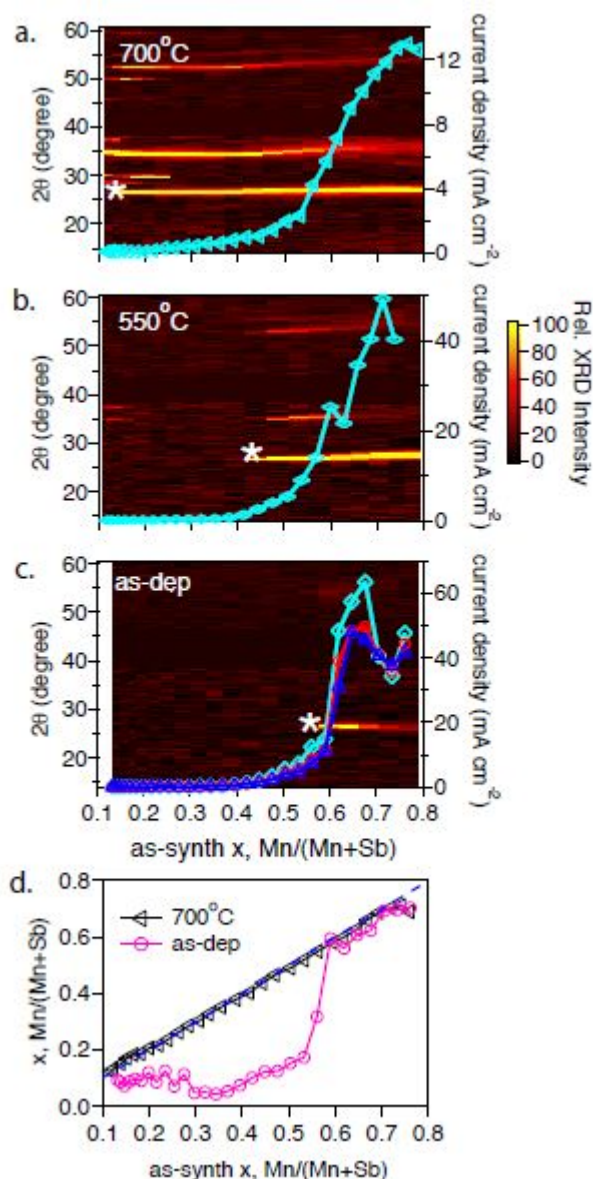 a.
700°C
60
50
40
30
20
2θ (degree)
*
12
8
4
0
current density (mA cm⁻²)
b.
550°C
60
50
40
30
20
2θ (degree)
*
40
20
0
current density (mA cm⁻²)
100
80
60
40
20
0
Rel. XRD Intensity
c.
as-dep
60
50
40
30
20
2θ (degree)
*
60
40
20
0
current density (mA cm⁻²)
0.1 0.2 0.3 0.4 0.5 0.6 0.7 0.8
as-synth x, Mn/(Mn+Sb)
d.
0.8
0.6
0.4
0.2
0.0
x, Mn/(Mn+Sb)
700°C
as-dep
0.1 0.2 0.3 0.4 0.5 0.6 0.7 0.8
as-synth x, Mn/(Mn+Sb)